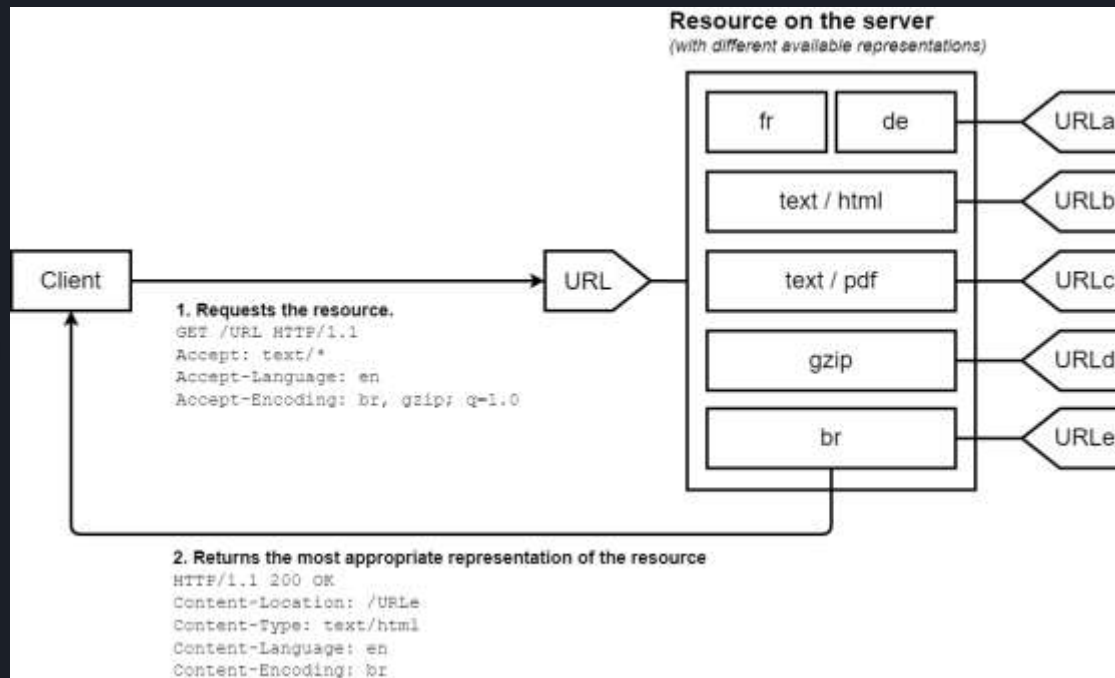 Resource on the server
(with different available representations)
fr
de
URLa
text / html
URLb
Client
URL
text / pdf
URLc
1. Requests the resource.
GET /URL HTTP/1.1
Accept: text/*
Accept-Language: en
Accept-Encoding: br, gzip; q=1.0
gzip
URLd
br
URLe
2. Returns the most appropriate representation of the resource
HTTP/1.1 200 OK
Content-Location: /URLe
Content-Type: text/html
Content-Language: en
Content-Encoding: br